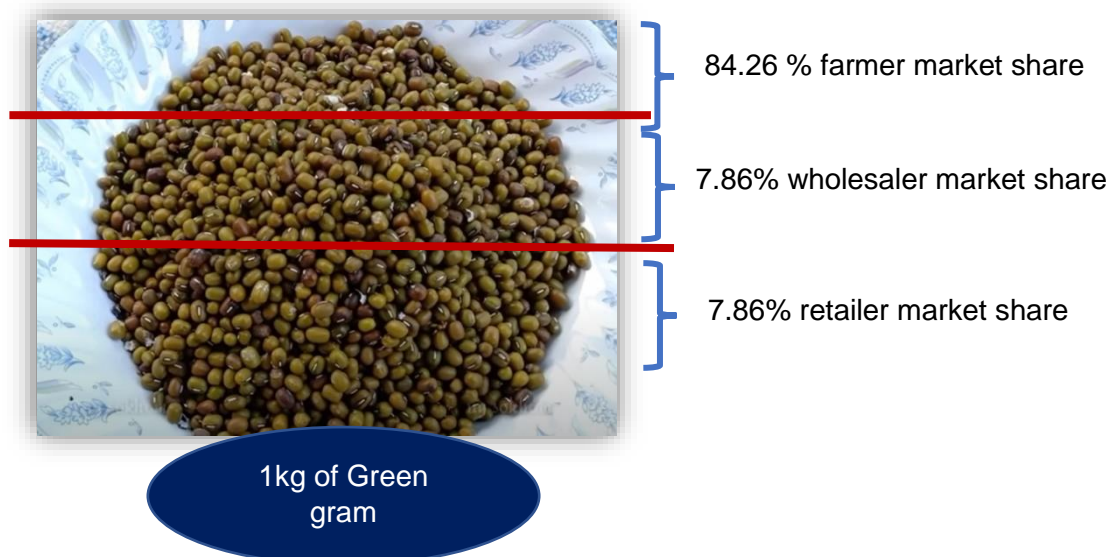 84.26 % farmer market share
7.86% wholesaler market share
7.86% retailer market share
1kg of Green
gram